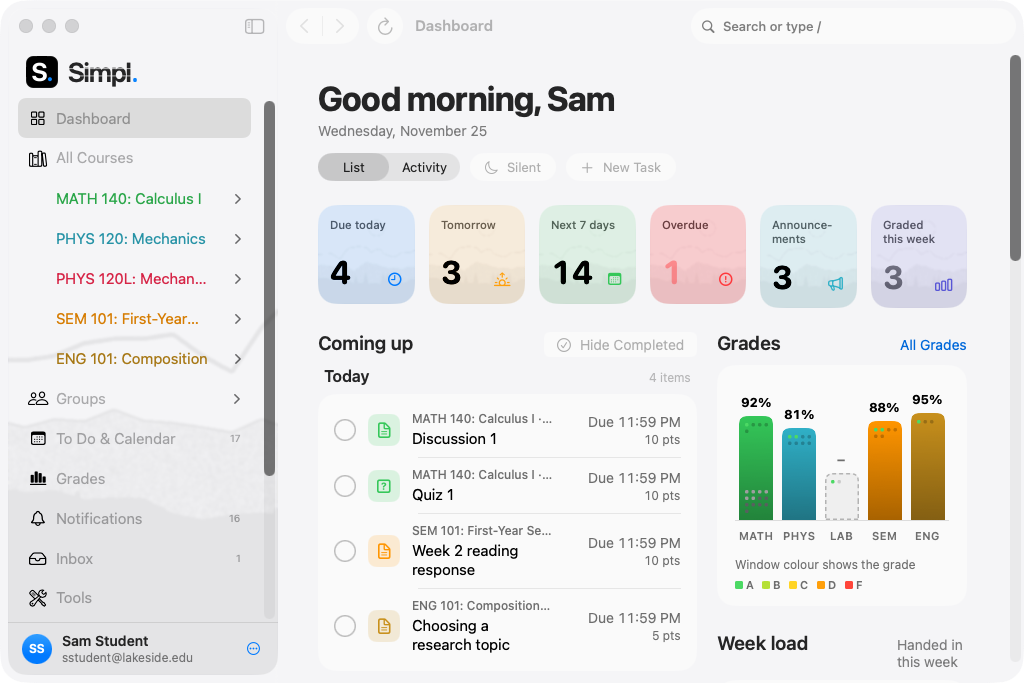 Dashboard
Search or type /
S.
Simpl.
Dashboard
All Courses
MATH 140: Calculus I
PHYS 120: Mechanics
PHYS 120L: Mechan...
SEM 101: First-Year...
ENG 101: Composition
Groups
To Do & Calendar 17
Grades
Notifications 16
Inbox 1
Tools
SS
Sam Student
sstudent@lakeside.edu
Good morning, Sam
Wednesday, November 25
List Activity Silent New Task
Due today
4
Tomorrow
3
Next 7 days
14
Overdue
1
Announce-
ments
3
Graded
this week
3
Coming up
Hide Completed
Today
4 items
MATH 140: Calculus I ·...
Discussion 1
Due 11:59 PM
10 pts
MATH 140: Calculus I ·...
Quiz 1
Due 11:59 PM
10 pts
SEM 101: First-Year Se...
Week 2 reading
response
Due 11:59 PM
10 pts
ENG 101: Composition...
Choosing a
research topic
Due 11:59 PM
5 pts
Grades
All Grades
92% 81% – 88% 95%
MATH PHYS LAB SEM ENG
Window colour shows the grade
A B C D F
Week load
Handed in
this week